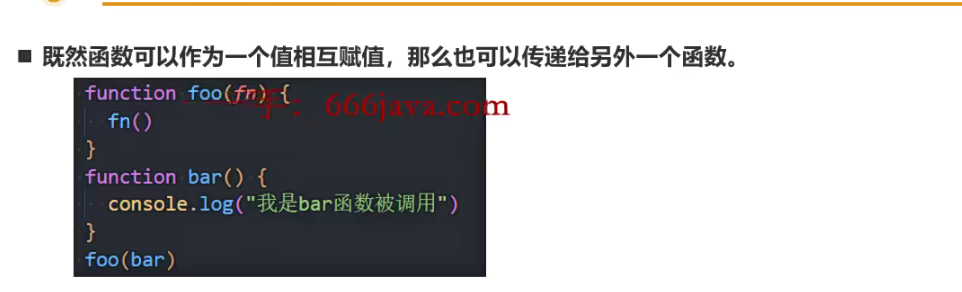 ■ 既然函数可以作为一个值相互赋值，那么也可以传递给另外一个函数。
function foo(fn) {
  fn()
}
function bar() {
  console.log("我是bar函数被调用")
}
foo(bar)
一手：666java.com